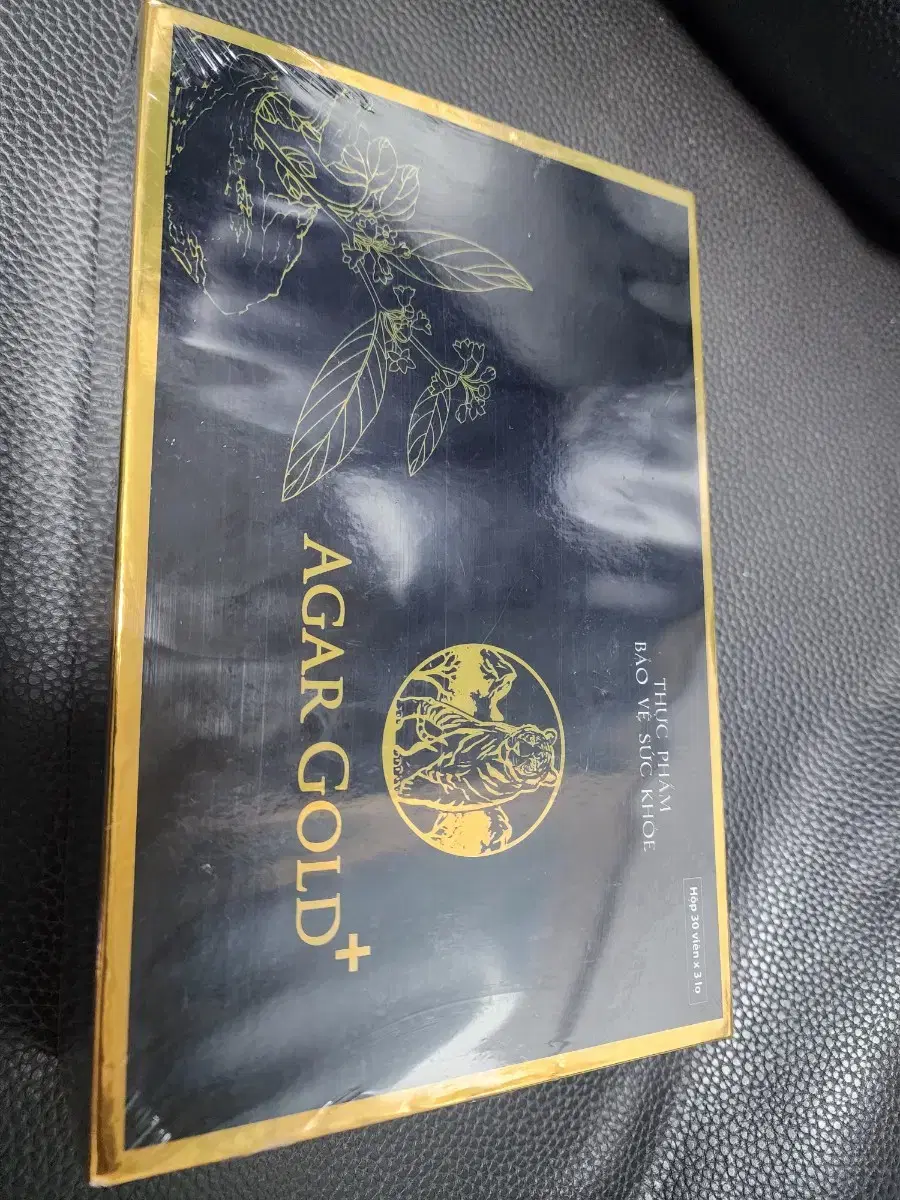 THỰC PHẨM
BẢO VỆ SỨC KHỎE
Hộp 30 viên x 3 lọ
AGAR GOLD+